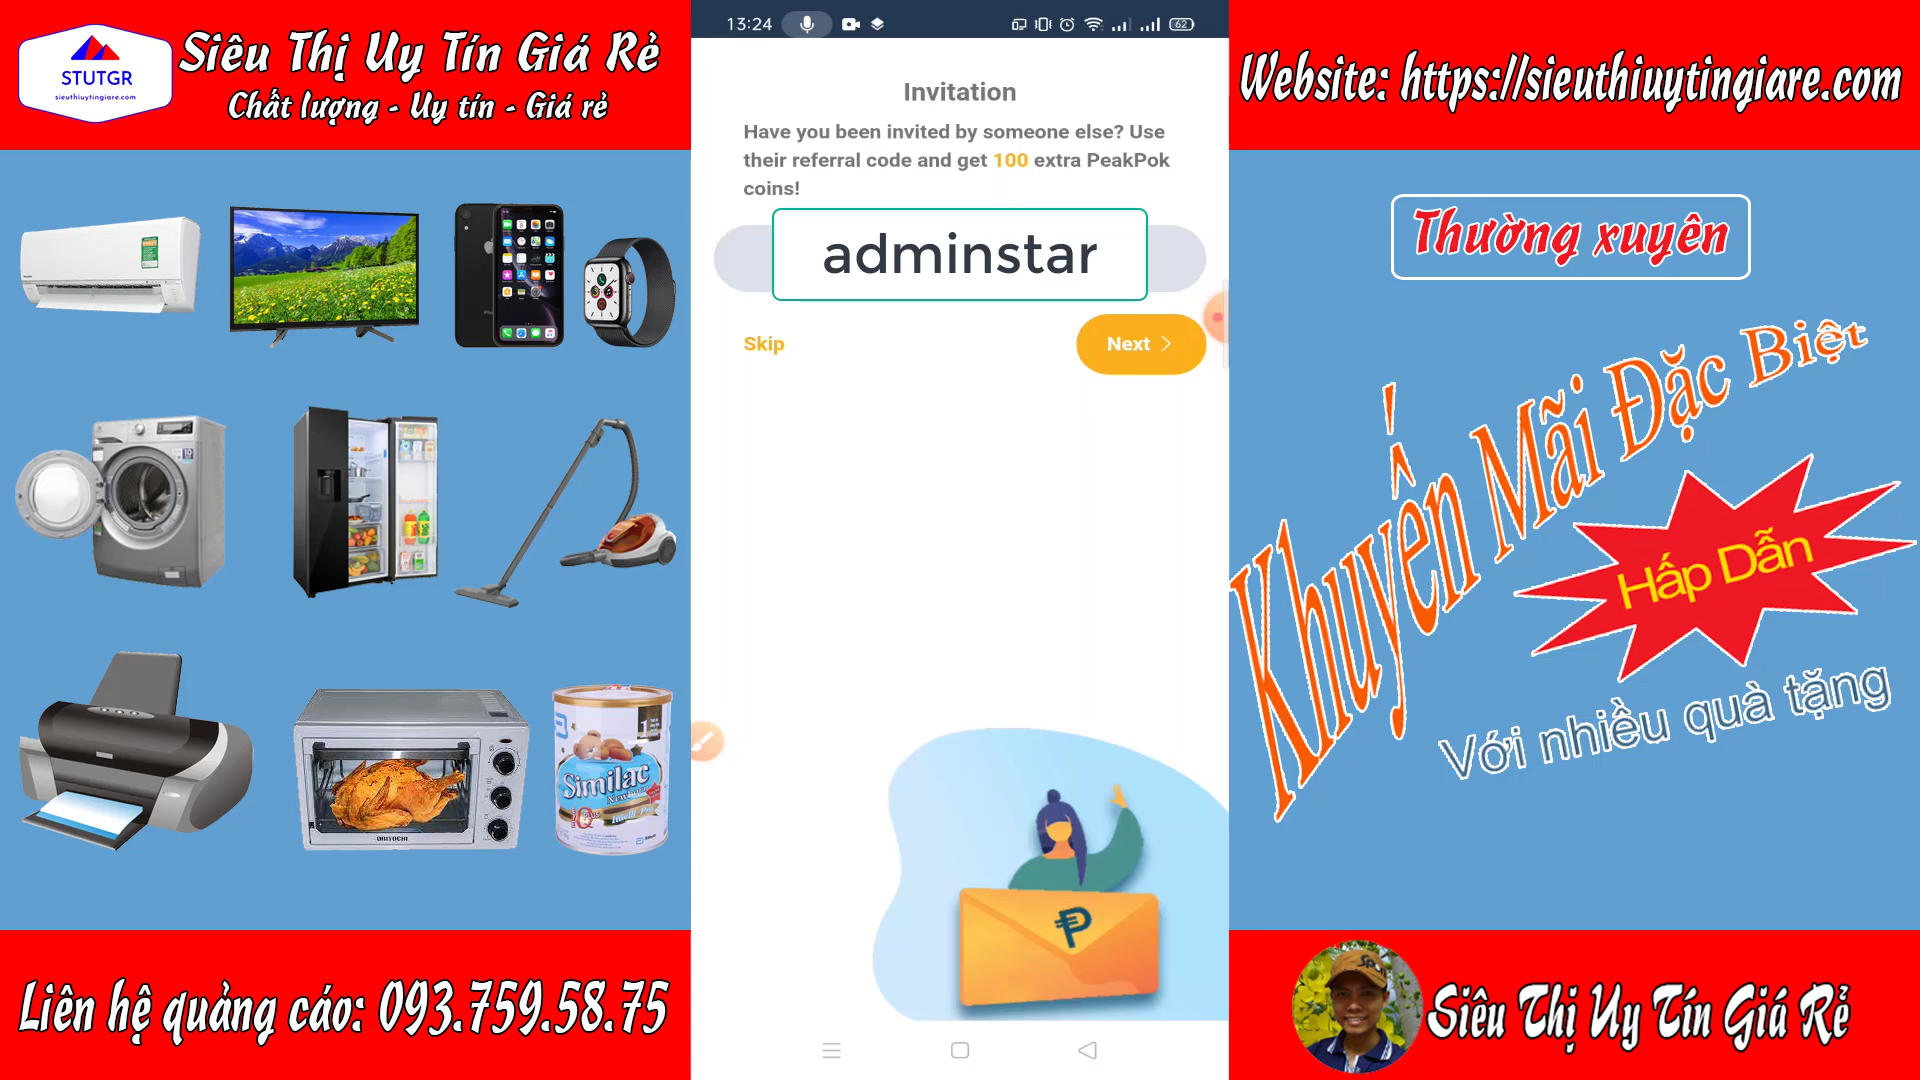 STUTGR
sieuthiuytingiare.com
Siêu Thị Uy Tín Giá Rẻ
Chất lượng - Uy tín - Giá rẻ
13:24
62
Invitation
Have you been invited by someone else? Use
their referral code and get 100 extra PeakPok
coins!
adminstar
Skip
Next
Website: https://sieuthiuytingiare.com
Thường xuyên
Khuyến Mãi Đặc Biệt
Hấp Dẫn
Với nhiều quà tặng
Similac
IQ
1
Liên hệ quảng cáo: 093.759.58.75
Siêu Thị Uy Tín Giá Rẻ